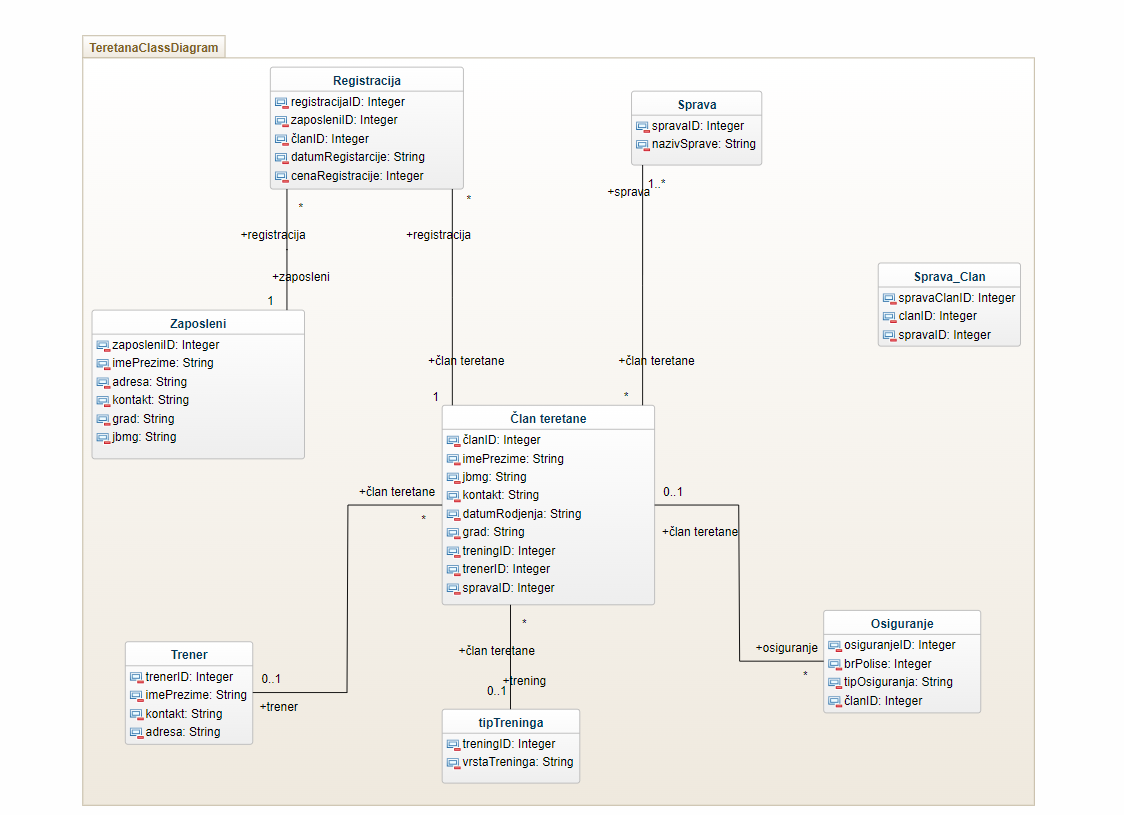 TeretanaClassDiagram
Registracija
registracijaID: Integer
zaposleniID: Integer
članID: Integer
datumRegistarcije: String
cenaRegistracije: Integer
Sprava
spravaID: Integer
nazivSprave: String
*
*
1..*
+sprava
+registracija
+registracija
+zaposleni
1
Sprava_Clan
spravaClanID: Integer
clanID: Integer
spravaID: Integer
Zaposleni
zaposleniID: Integer
imePrezime: String
adresa: String
kontakt: String
grad: String
jbmg: String
+član teretane
+član teretane
1
*
Član teretane
članID: Integer
imePrezime: String
jbmg: String
kontakt: String
datumRodjenja: String
grad: String
treningID: Integer
trenerID: Integer
spravaID: Integer
+član teretane
*
0..1
+član teretane
*
+član teretane
+trening
0..1
Trener
trenerID: Integer
imePrezime: String
kontakt: String
adresa: String
0..1
+trener
tipTreninga
treningID: Integer
vrstaTreninga: String
+osiguranje
*
Osiguranje
osiguranjeID: Integer
brPolise: Integer
tipOsiguranja: String
članID: Integer